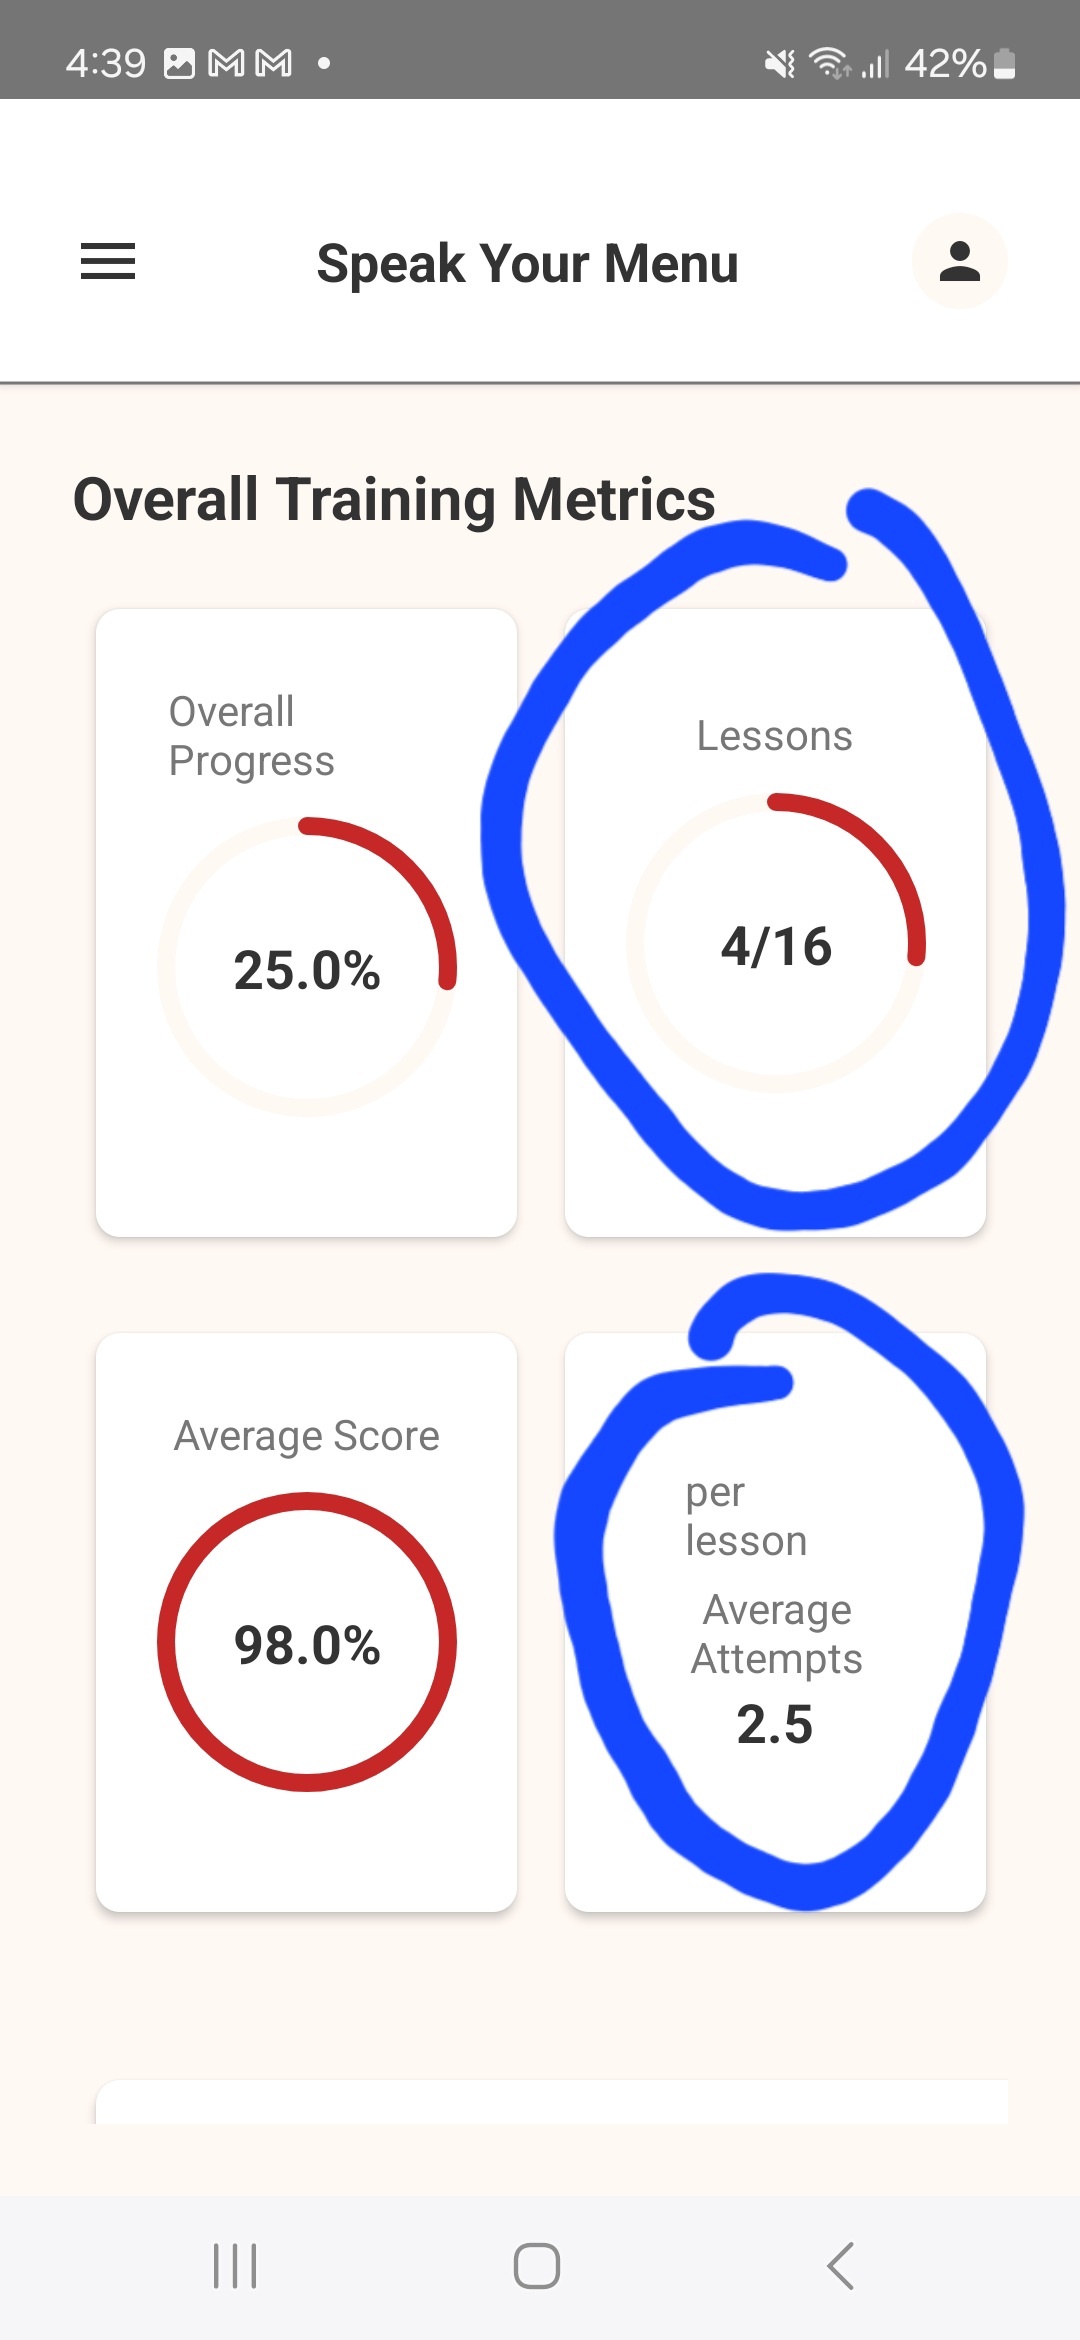 4:39
42%
Speak Your Menu
Overall Training Metrics
Overall
Progress
25.0%
Lessons
4/16
Average Score
98.0%
per
lesson
Average
Attempts
2.5